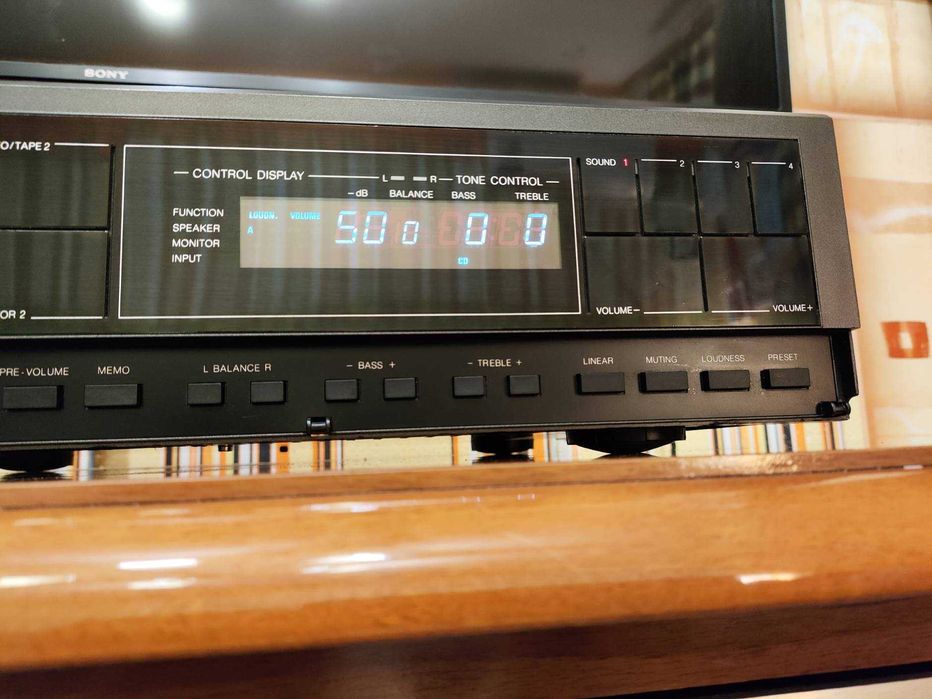 SONY
O/TAPE 2
CONTROL DISPLAY
L R TONE CONTROL
-dB BALANCE BASS TREBLE
FUNCTION
SPEAKER
MONITOR
INPUT
LOUDN. VOLUME 50 0 0 0
A
CD
SOUND 1 2 3 4
VOLUME- VOLUME+
OR 2
PRE-VOLUME MEMO L BALANCE R - BASS + - TREBLE + LINEAR MUTING LOUDNESS PRESET